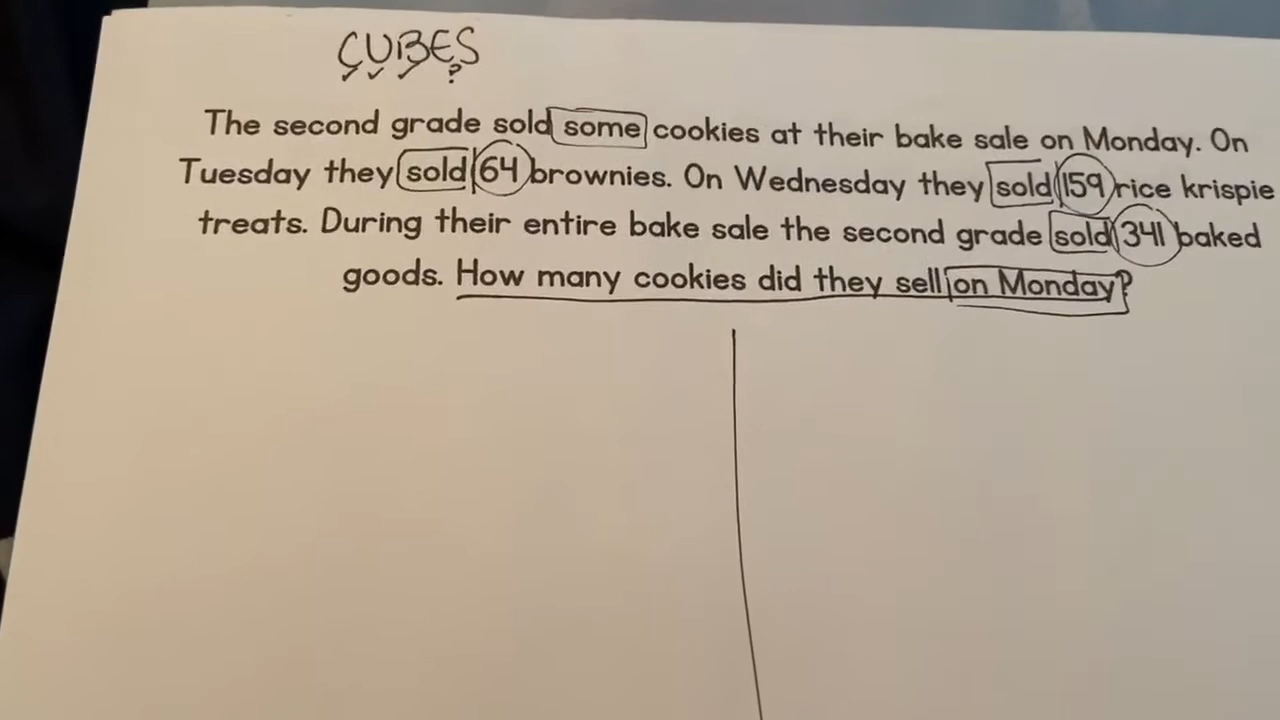 CUBES
?
The second grade sold some cookies at their bake sale on Monday. On
Tuesday they sold 64 brownies. On Wednesday they sold 159 rice krispie
treats. During their entire bake sale the second grade sold 341 baked
goods. How many cookies did they sell on Monday?